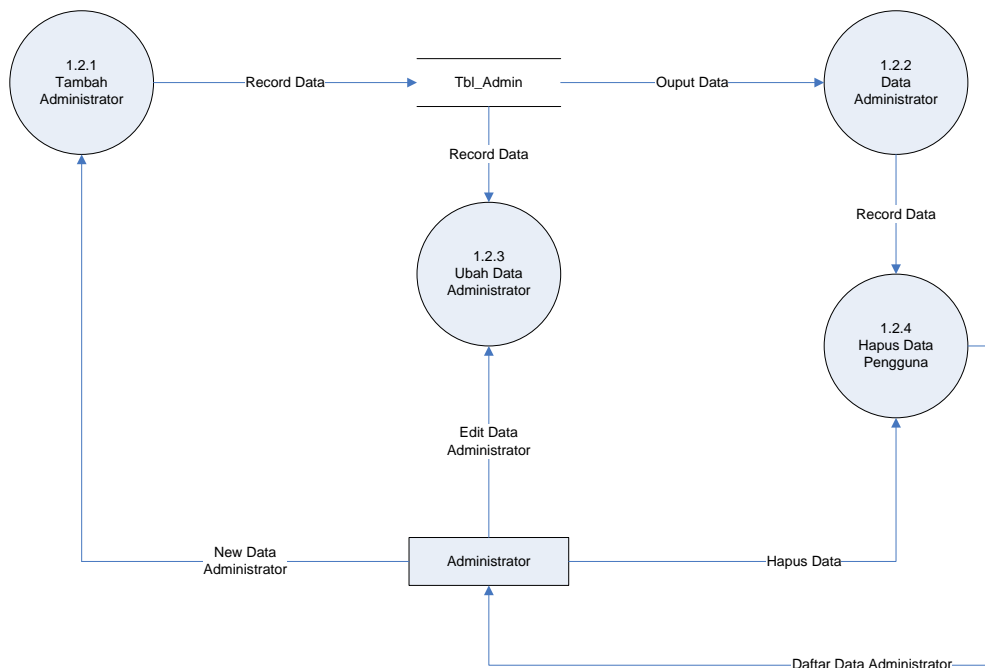 1.2.1
Tambah
Administrator
Record Data
Tbl_Admin
Ouput Data
1.2.2
Data
Administrator
Record Data
Record Data
1.2.3
Ubah Data
Administrator
1.2.4
Hapus Data
Pengguna
Edit Data
Administrator
New Data
Administrator
Administrator
Hapus Data
Daftar Data Administrator